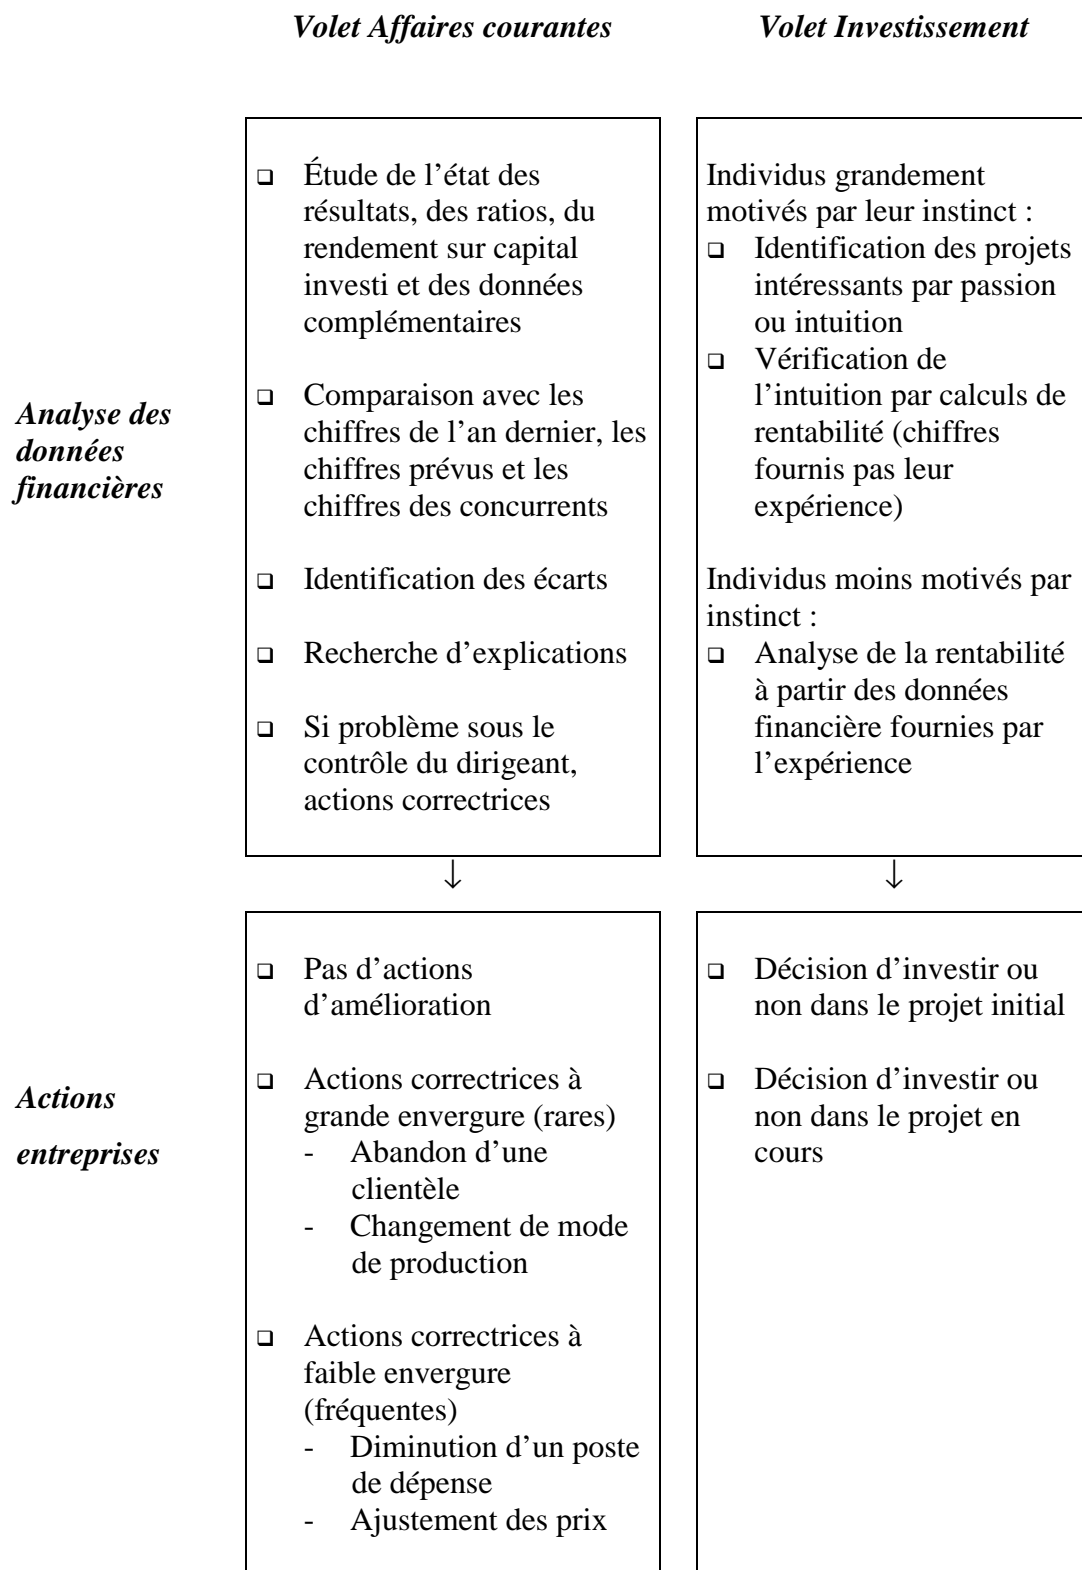 Volet Affaires courantes
Volet Investissement
Analyse des
données
financières
❑ Étude de l’état des
résultats, des ratios, du
rendement sur capital
investi et des données
complémentaires
❑ Comparaison avec les
chiffres de l’an dernier, les
chiffres prévus et les
chiffres des concurrents
❑ Identification des écarts
❑ Recherche d’explications
❑ Si problème sous le
contrôle du dirigeant,
actions correctrices
Individus grandement
motivés par leur instinct :
❑ Identification des projets
intéressants par passion
ou intuition
❑ Vérification de
l’intuition par calculs de
rentabilité (chiffres
fournis pas leur
expérience)
Individus moins motivés par
instinct :
❑ Analyse de la rentabilité
à partir des données
financière fournies par
l’expérience
↓
↓
Actions
entreprises
❑ Pas d’actions
d’amélioration
❑ Actions correctrices à
grande envergure (rares)
- Abandon d’une
clientèle
- Changement de mode
de production
❑ Actions correctrices à
faible envergure
(fréquentes)
- Diminution d’un poste
de dépense
- Ajustement des prix
❑ Décision d’investir ou
non dans le projet initial
❑ Décision d’investir ou
non dans le projet en
cours